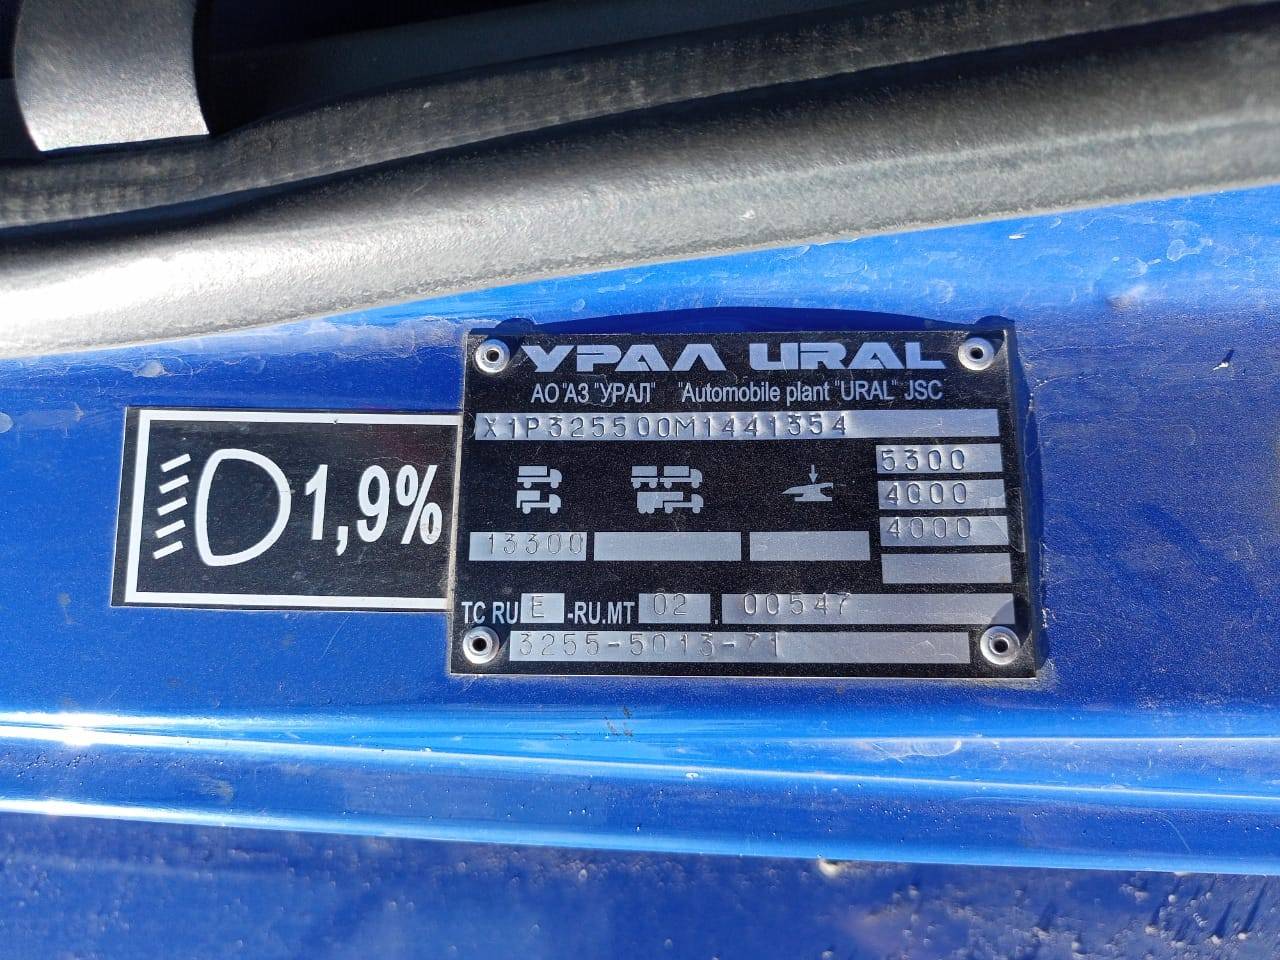 УРАЛ URAL
АО "АЗ "УРАЛ" "Automobile plant "URAL" JSC
X1P325500M1441354
5300
4000
4000
13300
1,9%
TC RU E -RU.MT 02 . 00547
3255-5013-71